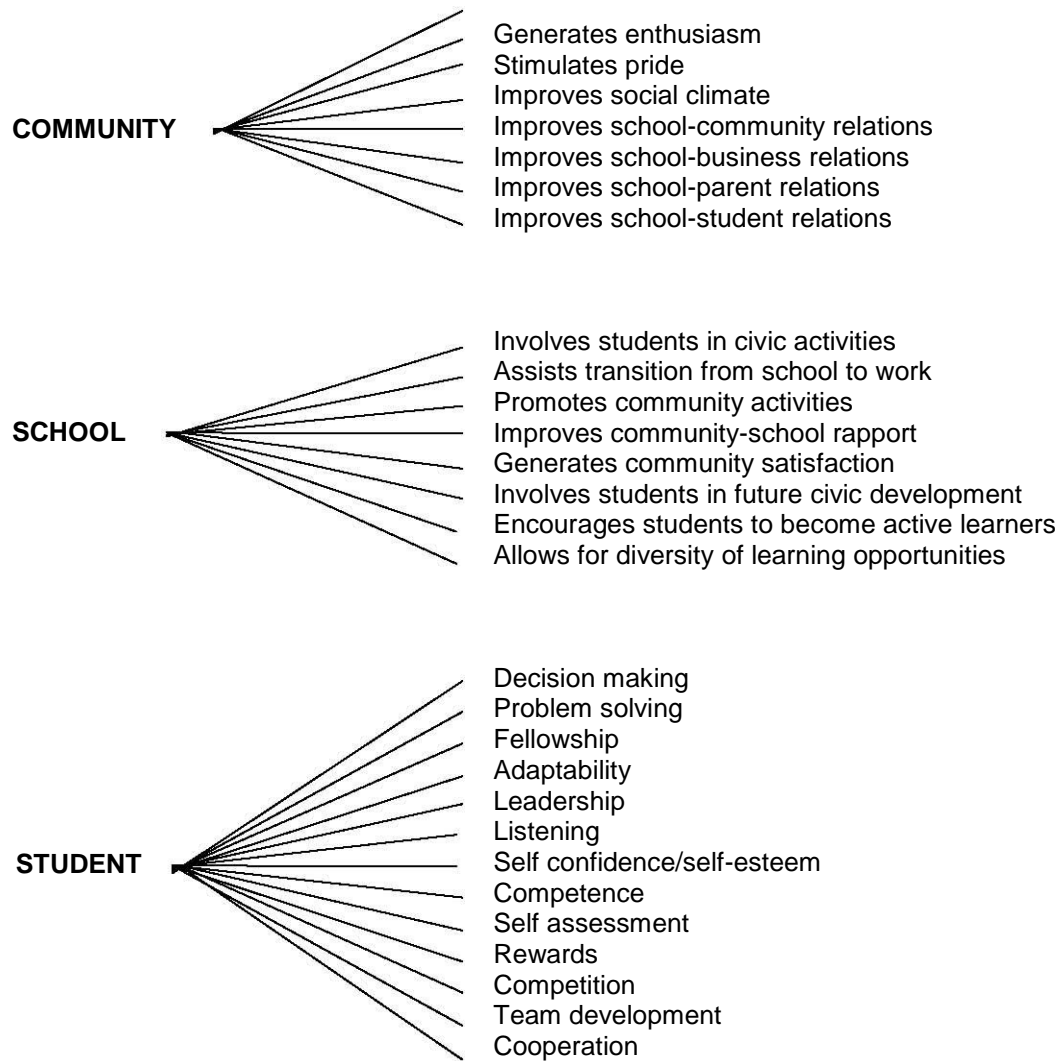 Generates enthusiasm
Stimulates pride
Improves social climate
COMMUNITY
Improves school-community relations
Improves school-business relations
Improves school-parent relations
Improves school-student relations
Involves students in civic activities
Assists transition from school to work
Promotes community activities
SCHOOL
Improves community-school rapport
Generates community satisfaction
Involves students in future civic development
Encourages students to become active learners
Allows for diversity of learning opportunities
Decision making
Problem solving
Fellowship
Adaptability
Leadership
Listening
STUDENT
Self confidence/self-esteem
Competence
Self assessment
Rewards
Competition
Team development
Cooperation